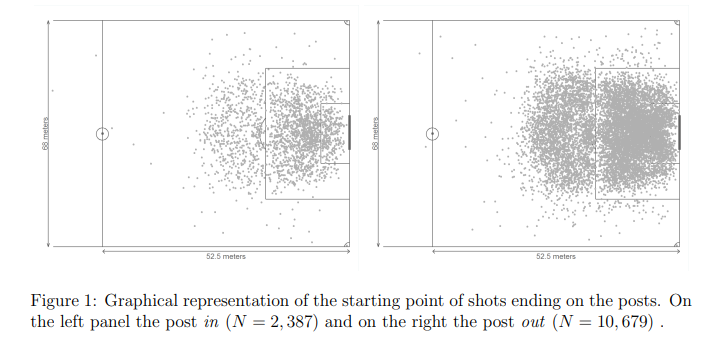 68 meters
52.5 meters
68 meters
52.5 meters
Figure 1: Graphical representation of the starting point of shots ending on the posts. On
the left panel the post in (N = 2,387) and on the right the post out (N = 10,679) .